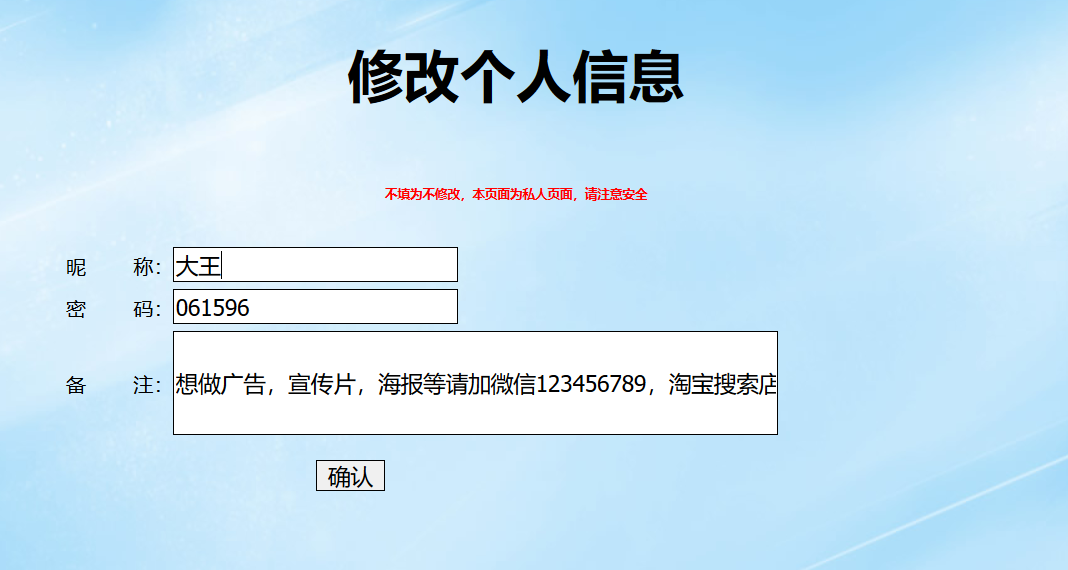 修改个人信息
不填为不修改，本页面为私人页面，请注意安全
昵 称：大王
密 码：061596
备 注：想做广告，宣传片，海报等请加微信123456789，淘宝搜索店
确认